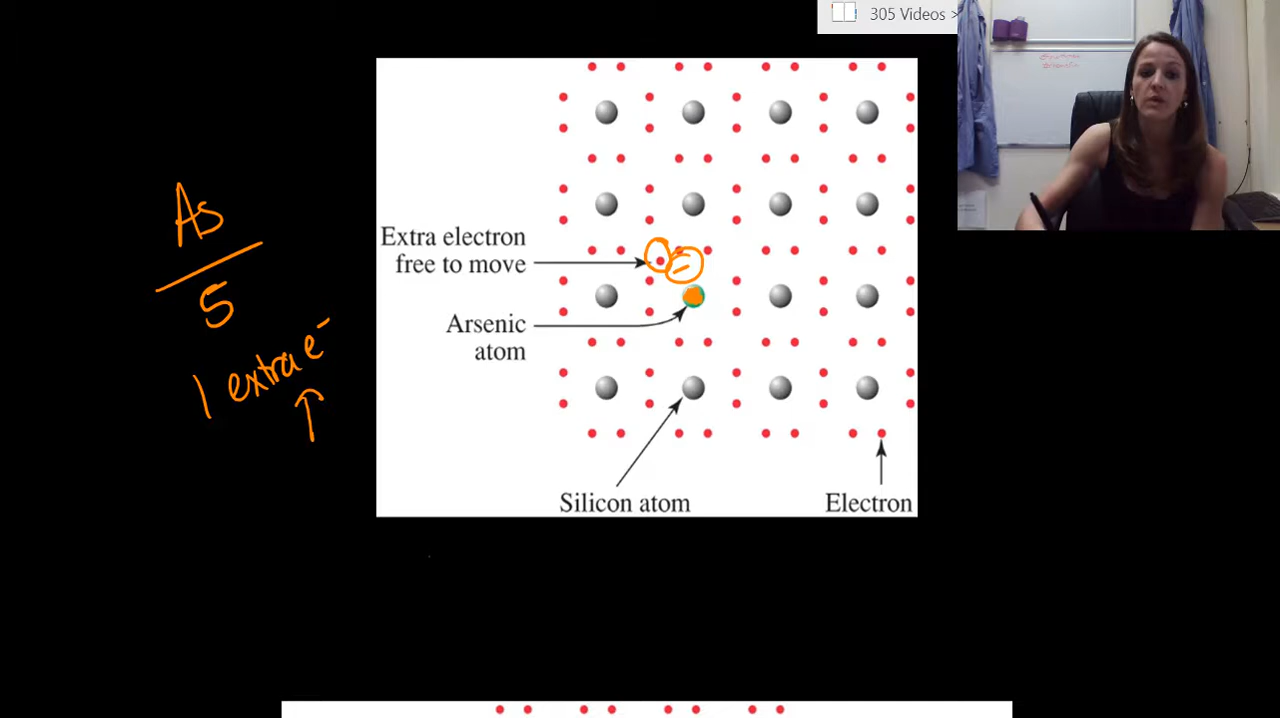 305 Videos >
Extra electron
free to move
Arsenic
atom
Silicon atom
Electron
As
5
1 extra e⁻